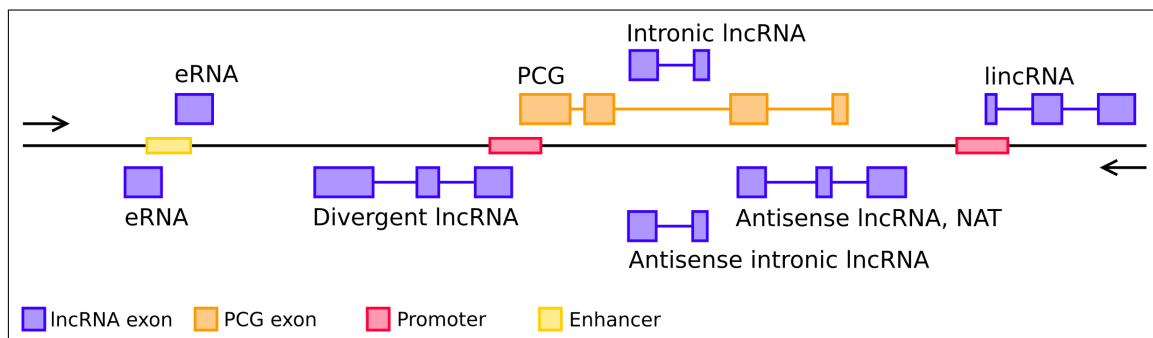 Intronic lncRNA
eRNA
PCG
lincRNA
eRNA
Divergent lncRNA
Antisense lncRNA, NAT
Antisense intronic lncRNA
lncRNA exon
PCG exon
Promoter
Enhancer